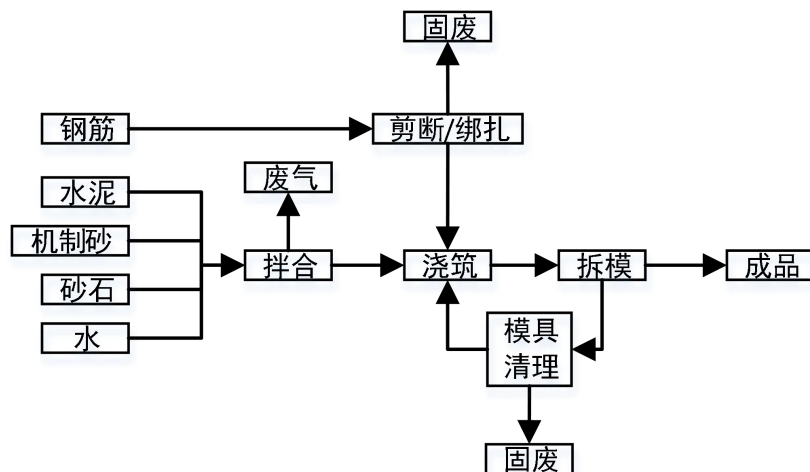 固废
钢筋
剪断/绑扎
水泥
废气
机制砂
拌合
浇筑
拆模
成品
砂石
水
模具
清理
固废